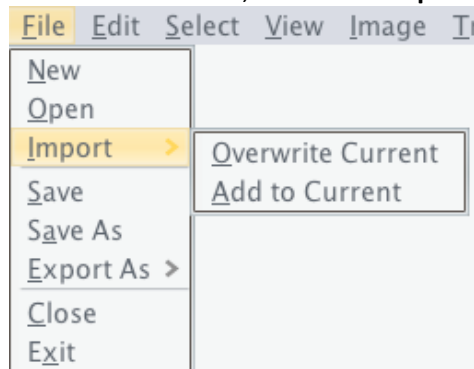 File Edit Select View Image
New
Open
Import >
Overwrite Current
Add to Current
Save
Save As
Export As >
Close
Exit